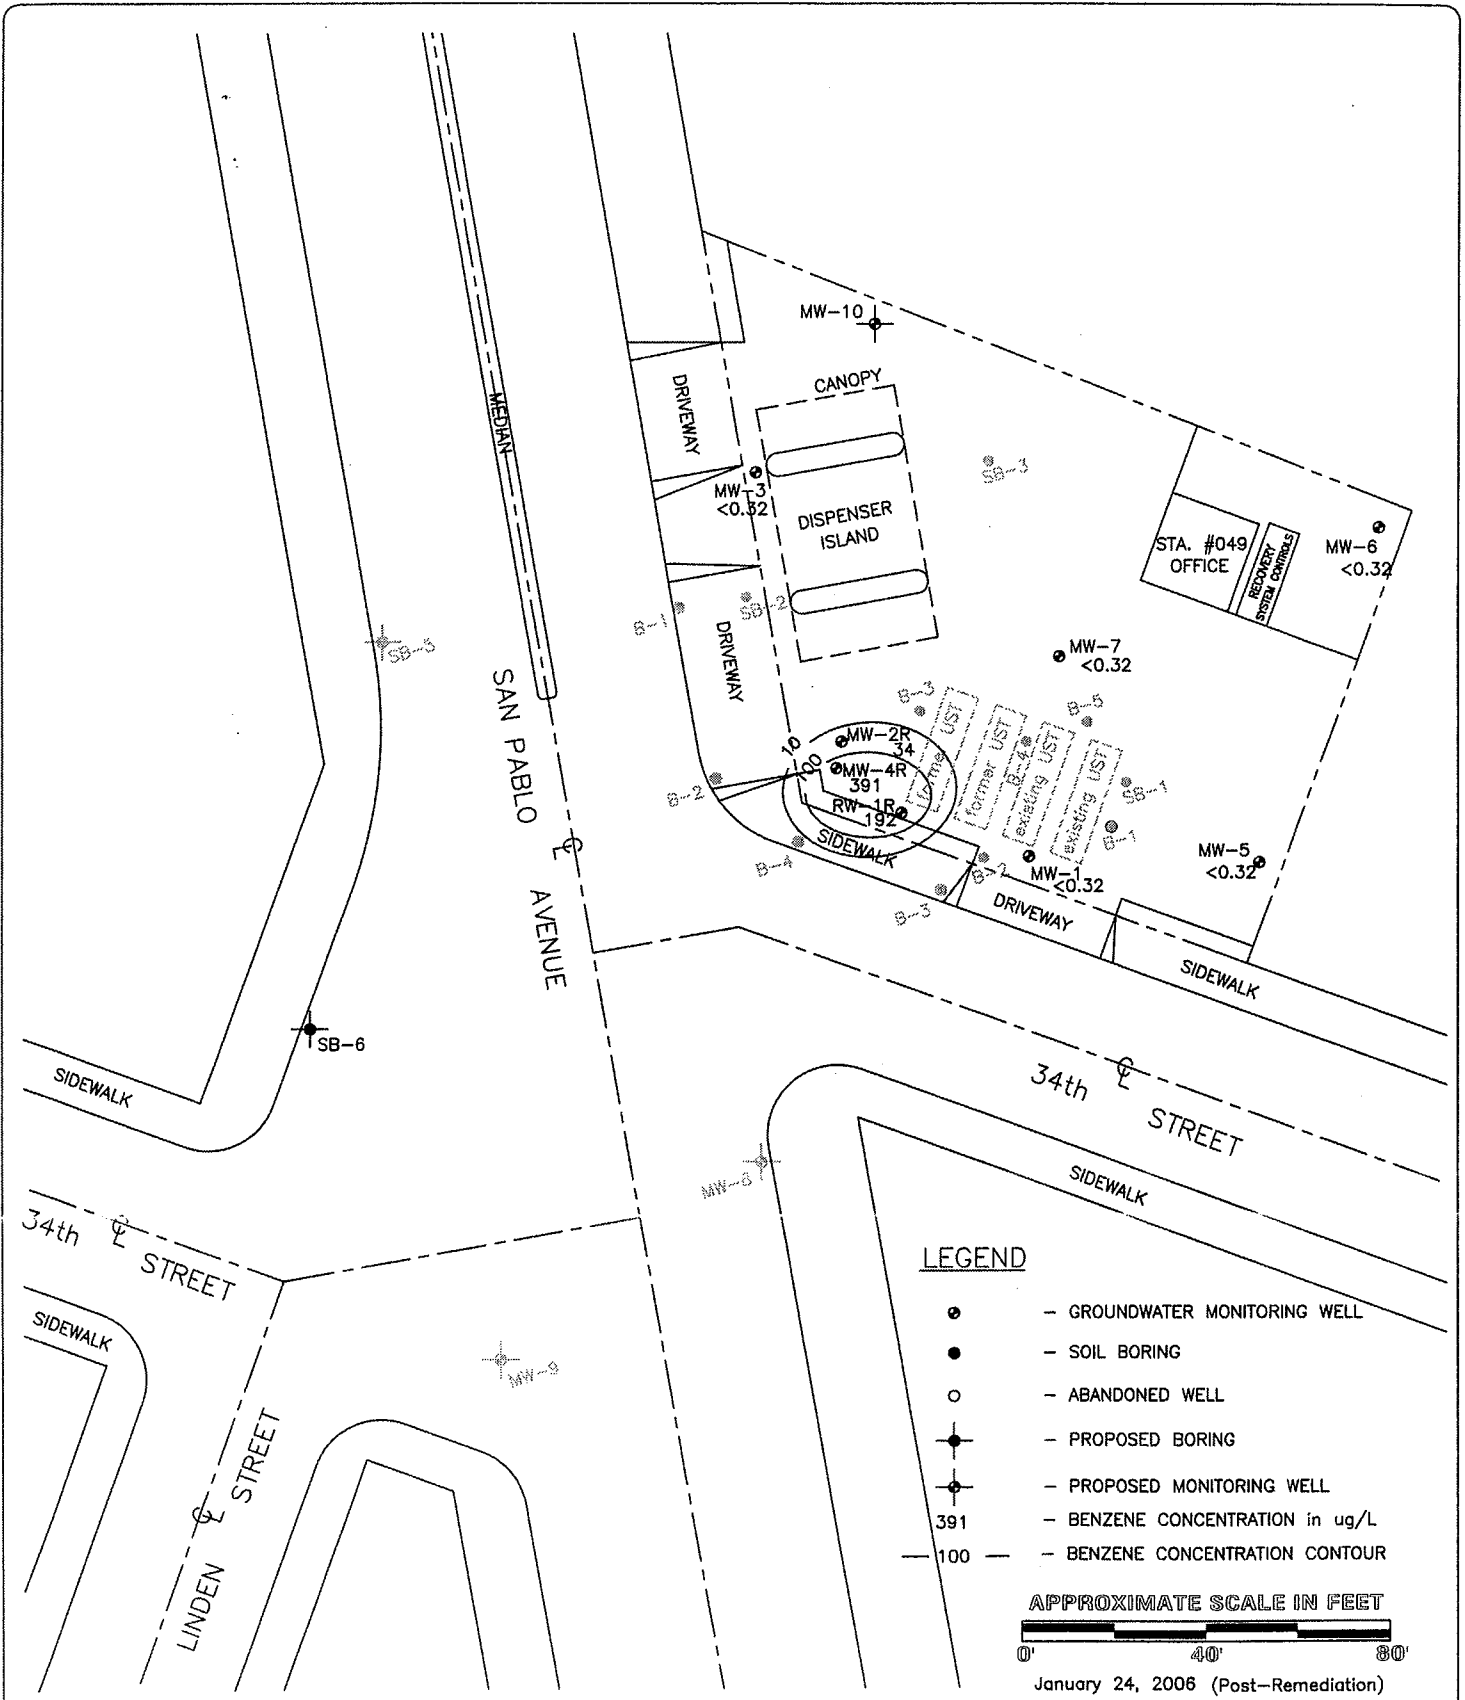 MW-10
CANOPY
DRIVEWAY
MEDIAN
SB-3
MW-3
<0.32
DISPENSER
ISLAND
STA. #049
OFFICE
RECOVERY
SYSTEM CONTROLS
MW-6
<0.32
B-1
SB-2
DRIVEWAY
MW-7
<0.32
SB-5
SAN PABLO
AVENUE
B-3
B-5
former UST
former UST
B-4
existing UST
existing UST
10
100
MW-2R
34
MW-4R
391
RW-1R
192
SB-1
B-1
B-2
SIDEWALK
B-4
B-2
MW-1
<0.32
MW-5
<0.32
B-3
DRIVEWAY
SIDEWALK
℄
SB-6
SIDEWALK
34th ℄ STREET
SIDEWALK
MW-8
34th ℄ STREET
SIDEWALK
MW-9
LINDEN ℄ STREET
LEGEND
- GROUNDWATER MONITORING WELL
- SOIL BORING
- ABANDONED WELL
- PROPOSED BORING
- PROPOSED MONITORING WELL
391 - BENZENE CONCENTRATION in ug/L
— 100 — - BENZENE CONCENTRATION CONTOUR
APPROXIMATE SCALE IN FEET
0' 40' 80'
January 24, 2006 (Post-Remediation)